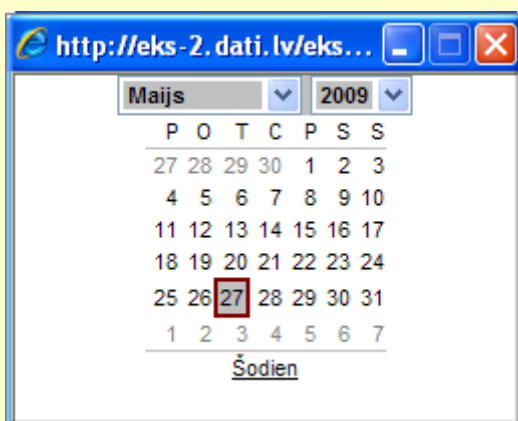 http://eks-2.dati.lv/eks...
Maijs 2009
P O T C P S S
27 28 29 30 1 2 3
4 5 6 7 8 9 10
11 12 13 14 15 16 17
18 19 20 21 22 23 24
25 26 27 28 29 30 31
1 2 3 4 5 6 7
Šodien